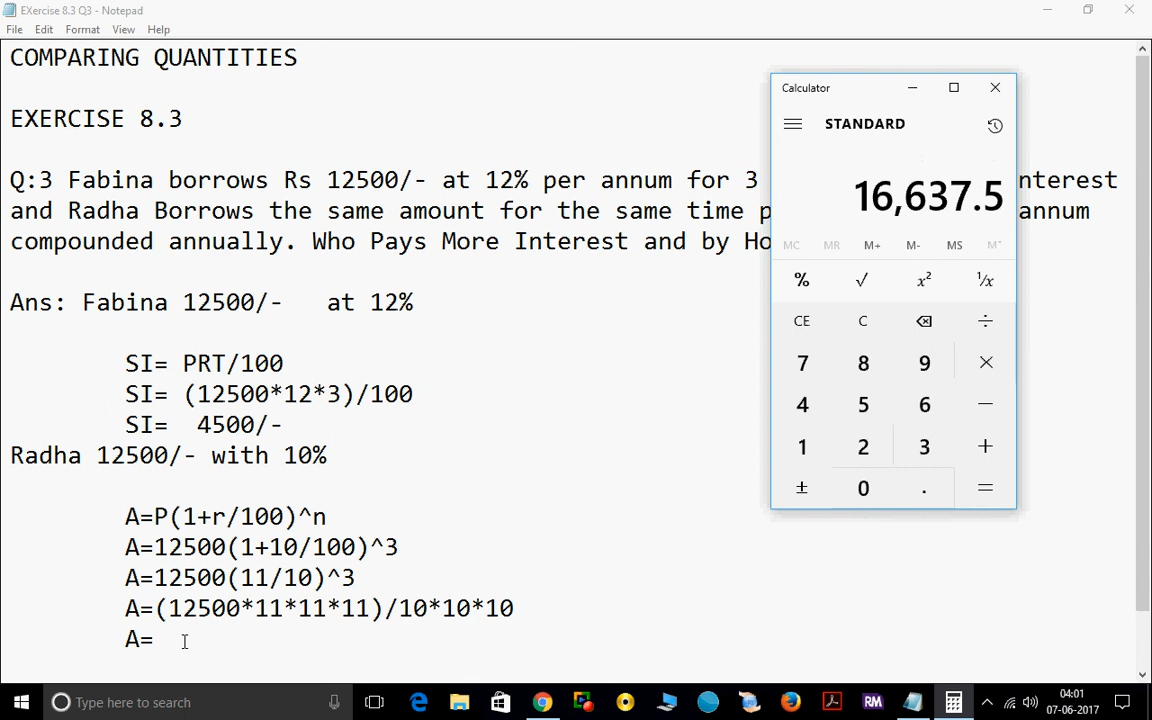 EXercise 8.3 Q3 - Notepad
File Edit Format View Help
COMPARING QUANTITIES
EXERCISE 8.3
Q:3 Fabina borrows Rs 12500/- at 12% per annum for 3 nterest
and Radha Borrows the same amount for the same time p annum
compounded annually. Who Pays More Interest and by Ho
Ans: Fabina 12500/- at 12%
SI= PRT/100
SI= (12500*12*3)/100
SI= 4500/-
Radha 12500/- with 10%
A=P(1+r/100)^n
A=12500(1+10/100)^3
A=12500(11/10)^3
A=(12500*11*11*11)/10*10*10
A=
Calculator
STANDARD
16,637.5
MC MR M+ M- MS M˅
% √ x² ¹/x
CE C ÷
7 8 9 ×
4 5 6 −
1 2 3 +
± 0 . =
Type here to search
RM
04:01
07-06-2017